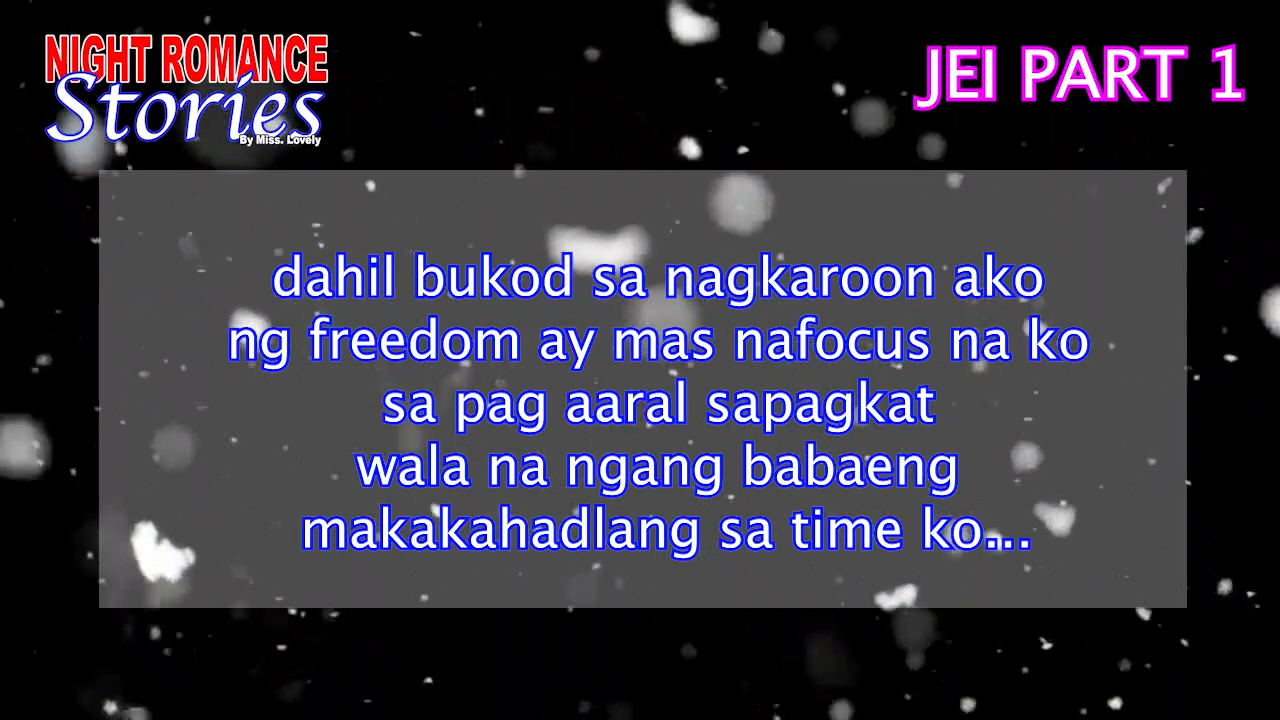 NIGHT ROMANCE
Stories
By Miss. Lovely
JEI PART 1
dahil bukod sa nagkaroon ako
ng freedom ay mas nafocus na ko
sa pag aaral sapagkat
wala na ngang babaeng
makakahadlang sa time ko...